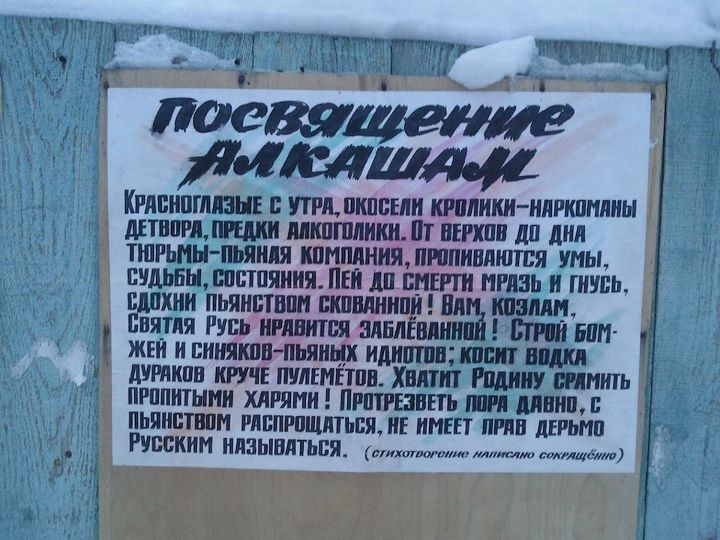 ПОСВЯЩЕНИЕ
АЛКАШАМ
КРАСНОГЛАЗЫЕ С УТРА, ОКОСЕЛИ КРОЛИКИ-НАРКОМАНЫ
ДЕТВОРА, ПРЕДКИ АЛКОГОЛИКИ. ОТ ВЕРХОВ ДО ДНА
ТЮРЬМЫ-ПЬЯНАЯ КОМПАНИЯ, ПРОПИВАЮТСЯ УМЫ,
СУДЬБЫ, СОСТОЯНИЯ. ПЕЙ ДО СМЕРТИ МРАЗЬ И ГНУСЬ,
СДОХНИ ПЬЯНСТВОМ СКОВАННОЙ! ВАМ, КОЗЛАМ,
СВЯТАЯ РУСЬ НРАВИТСЯ ЗАБЛЁВАННОЙ! СТРОЙ БОМ-
ЖЕЙ И СИНЯКОВ-ПЬЯНЫХ ИДИОТОВ; КОСИТ ВОДКА
ДУРАКОВ КРУЧЕ ПУЛЕМЁТОВ. ХВАТИТ РОДИНУ СРАМИТЬ
ПРОПИТЫМИ ХАРЯМИ! ПРОТРЕЗВЕТЬ ПОРА ДАВНО, С
ПЬЯНСТВОМ РАСПРОЩАТЬСЯ, НЕ ИМЕЕТ ПРАВ ДЕРЬМО
РУССКИМ НАЗЫВАТЬСЯ. (СТИХОТВОРЕНИЕ НАПИСАНО СОКРАЩЁННО)